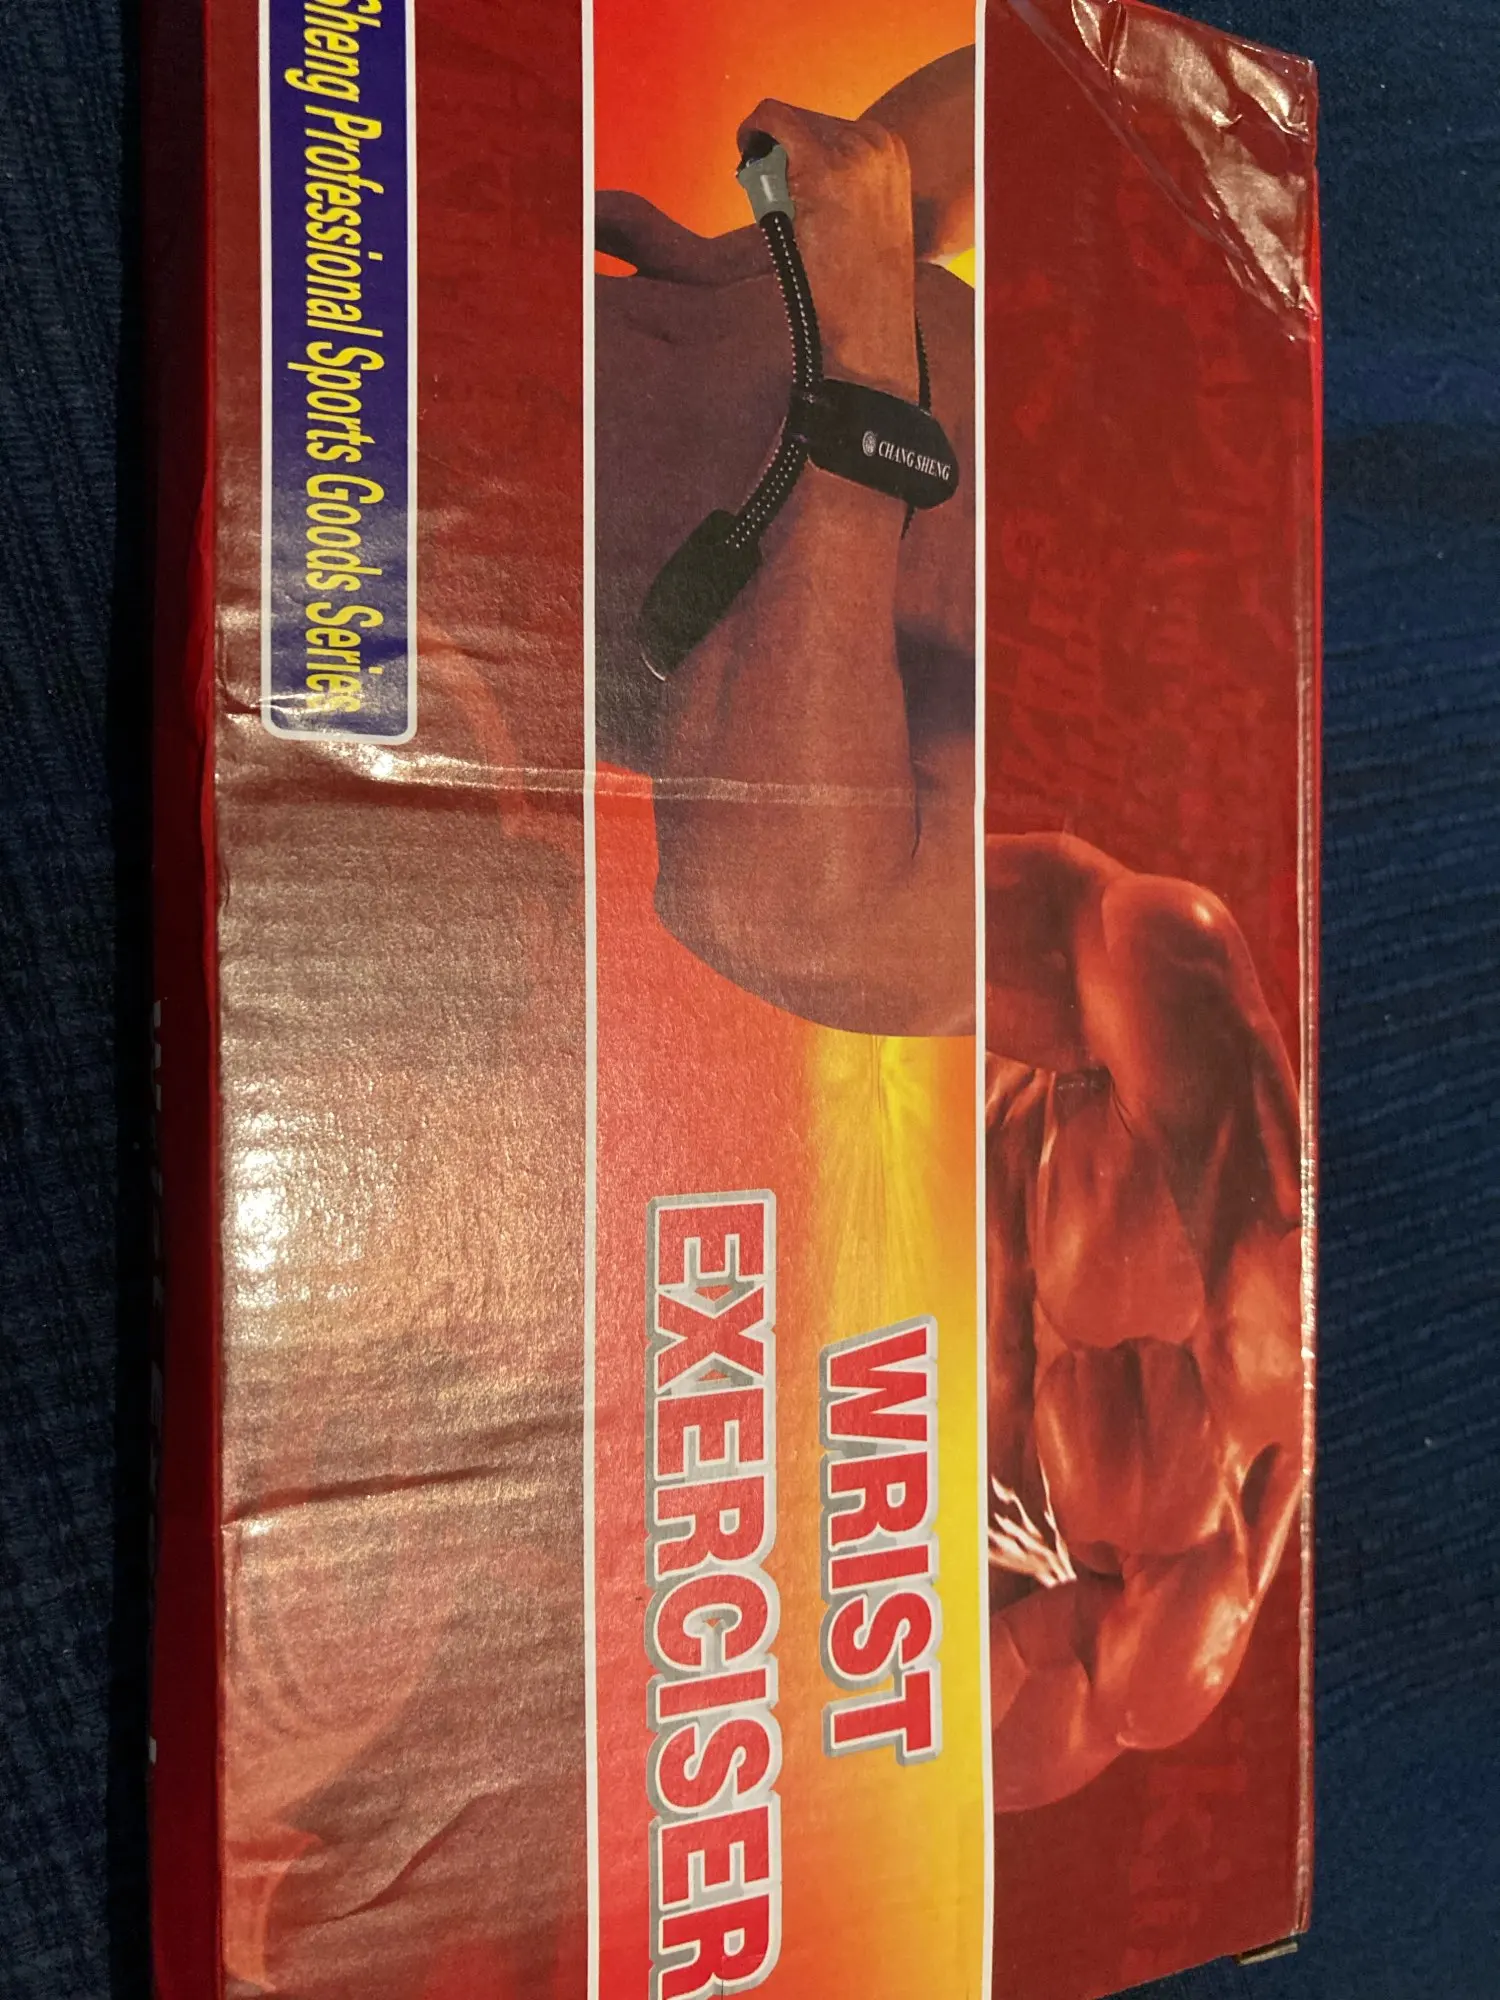 Sheng Professional Sports Goods Series
CHANG SHENG
WRIST
EXERCISER